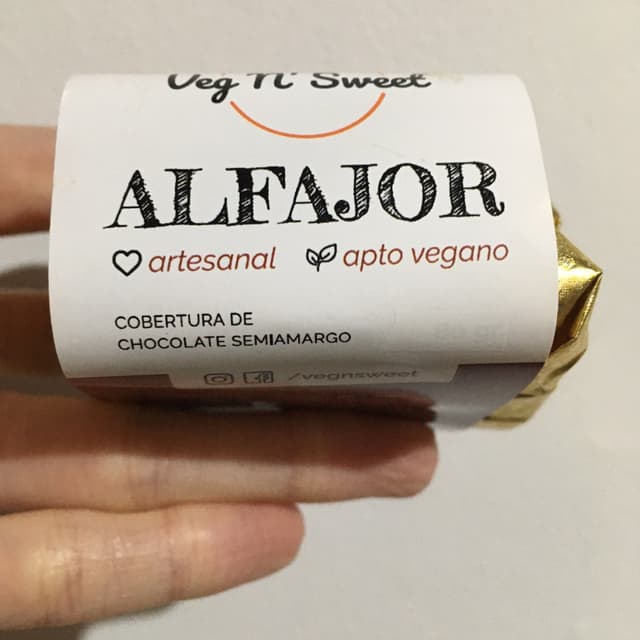 Veg N' Sweet
ALFAJOR
artesanal apto vegano
COBERTURA DE
CHOCOLATE SEMIAMARGO
/vegnsweet